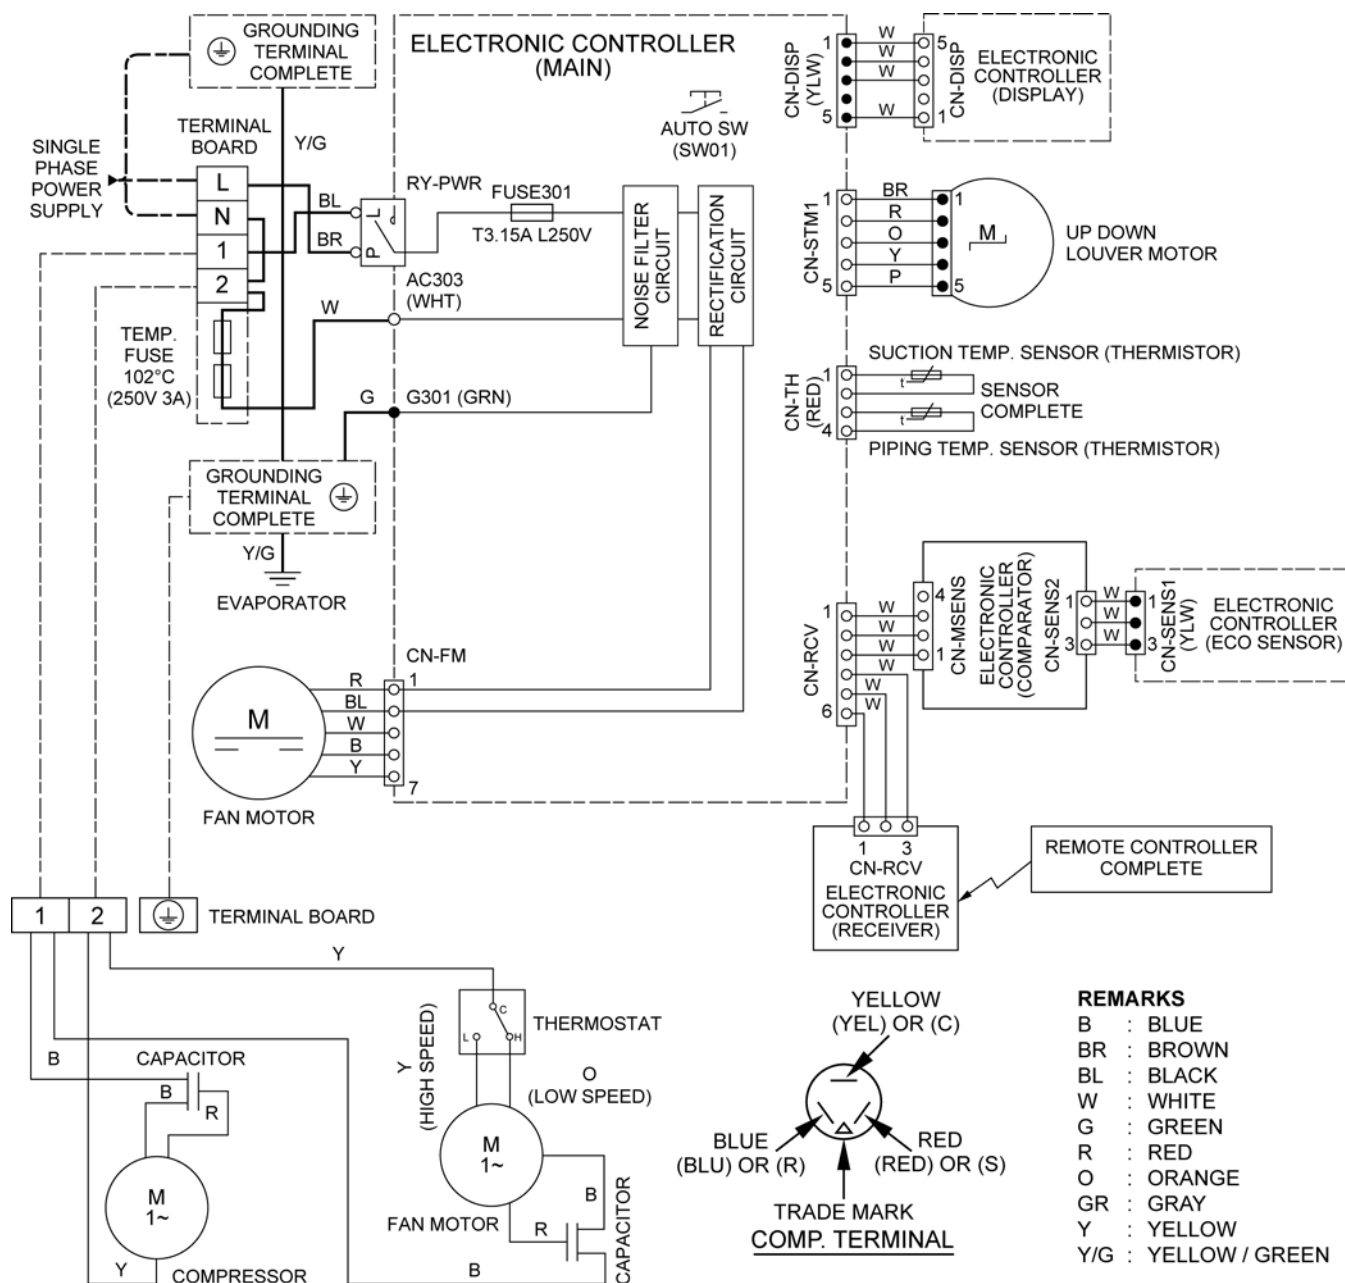 GROUNDING
TERMINAL
COMPLETE
ELECTRONIC CONTROLLER
(MAIN)
AUTO SW
(SW01)
SINGLE
PHASE
POWER
SUPPLY
TERMINAL
BOARD
Y/G
L
N
1
2
BL
BR
L
P
RY-PWR
FUSE301
T3.15A L250V
NOISE FILTER
CIRCUIT
RECTIFICATION
CIRCUIT
AC303
(WHT)
W
TEMP.
FUSE
102°C
(250V 3A)
G
G301 (GRN)
GROUNDING
TERMINAL
COMPLETE
Y/G
EVAPORATOR
CN-FM
R
1
BL
W
B
Y
7
M
FAN MOTOR
CN-DISP
(YLW)
1
5
W
W
W
W
5
1
CN-DISP
ELECTRONIC
CONTROLLER
(DISPLAY)
CN-STM1
1
5
BR
R
O
Y
P
1
5
M
UP DOWN
LOUVER MOTOR
SUCTION TEMP. SENSOR (THERMISTOR)
CN-TH
(RED)
1
4
t
t
SENSOR
COMPLETE
PIPING TEMP. SENSOR (THERMISTOR)
CN-RCV
1
6
W
W
W
W
W
W
4
1
CN-MSENS
ELECTRONIC
CONTROLLER
(COMPARATOR)
CN-SENS2
1
3
W
W
1
3
CN-SENS1
(YLW)
ELECTRONIC
CONTROLLER
(ECO SENSOR)
1
3
CN-RCV
ELECTRONIC
CONTROLLER
(RECEIVER)
REMOTE CONTROLLER
COMPLETE
1
2
TERMINAL BOARD
Y
C
L
H
THERMOSTAT
Y
(HIGH SPEED)
O
(LOW SPEED)
B
CAPACITOR
B
R
M
1~
Y
COMPRESSOR
M
1~
FAN MOTOR
B
R
B
CAPACITOR
YELLOW
(YEL) OR (C)
BLUE
(BLU) OR (R)
RED
(RED) OR (S)
TRADE MARK
COMP. TERMINAL
REMARKS
B : BLUE
BR : BROWN
BL : BLACK
W : WHITE
G : GREEN
R : RED
O : ORANGE
GR : GRAY
Y : YELLOW
Y/G : YELLOW / GREEN